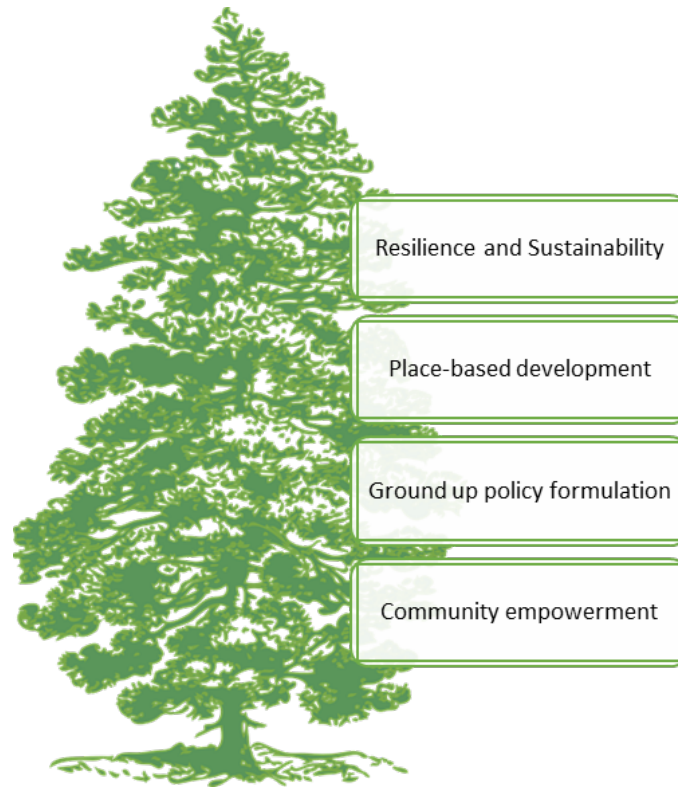 Resilience and Sustainability
Place-based development
Ground up policy formulation
Community empowerment